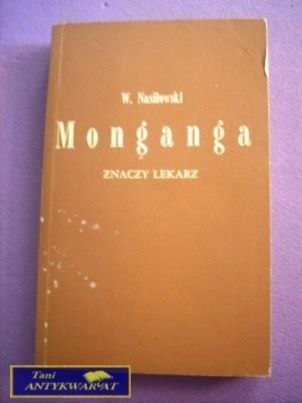 W. Nasiłowski
Monganga
ZNACZY LEKARZ
Tani
ANTYKWARIAT